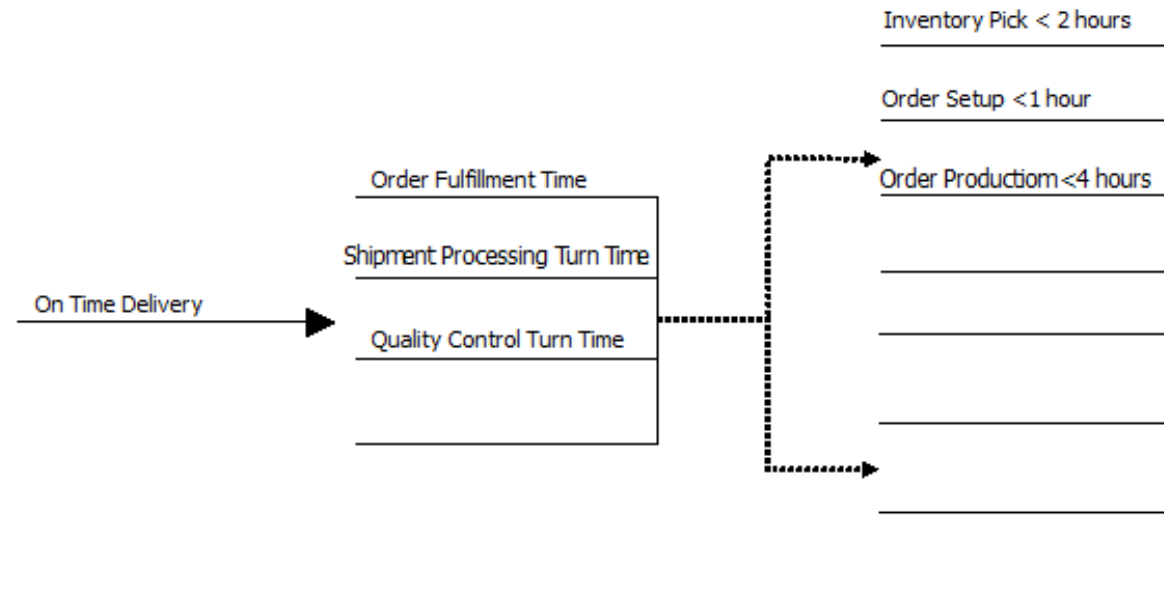 Inventory Pick < 2 hours
Order Setup <1 hour
Order Productiom<4 hours
Order Fulfillment Time
Shipment Processing Turn Time
Quality Control Turn Time
On Time Delivery